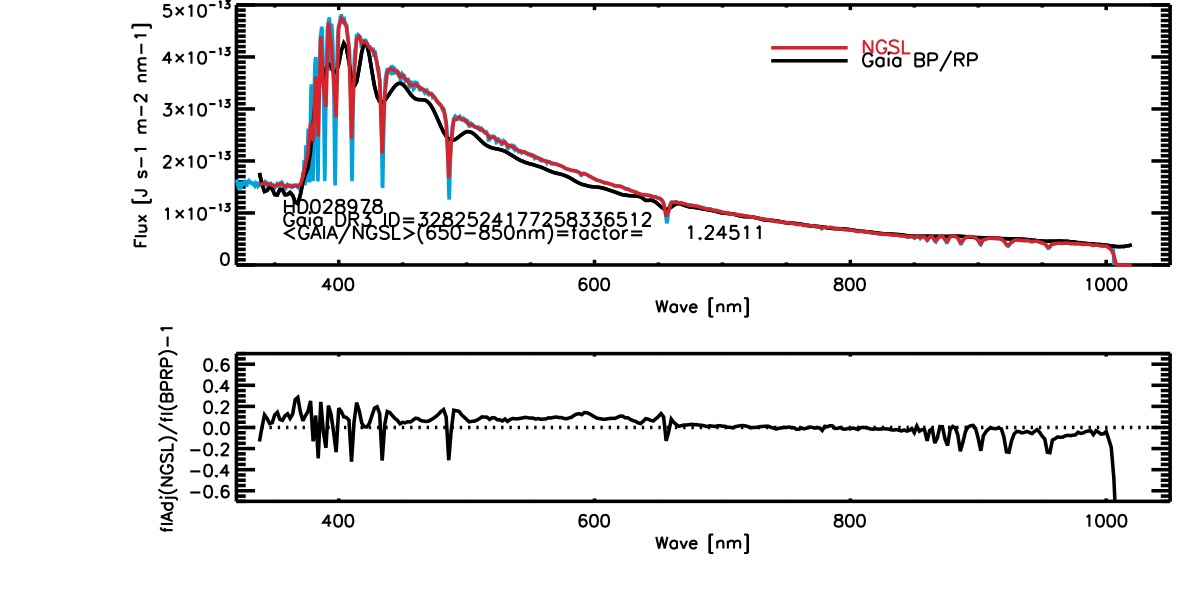 Flux [J s−1 m−2 nm−1]
5×10−13
4×10−13
3×10−13
2×10−13
1×10−13
0
NGSL
Gaia BP/RP
HD028978
Gaia DR3 ID=3282524177258336512
<GAIA/NGSL>(650−850nm)=factor= 1.24511
400 600 800 1000
Wave [nm]
flAdj(NGSL)/fl(BPRP)−1
0.6
0.4
0.2
0.0
−0.2
−0.4
−0.6
400 600 800 1000
Wave [nm]